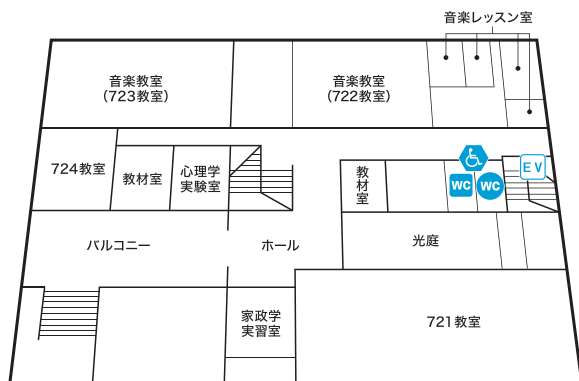 音楽レッスン室
音楽教室
（723教室）
音楽教室
（722教室）
724教室
教材室
心理学
実験室
教材室
WC
WC
EV
バルコニー
ホール
光庭
家政学
実習室
721教室